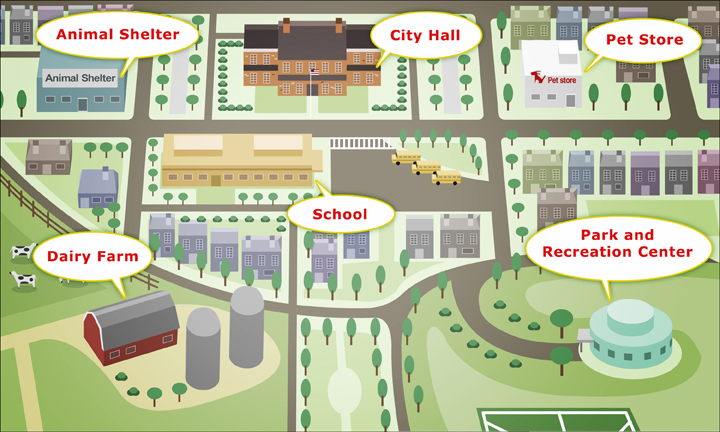 Animal Shelter
City Hall
Pet Store
Animal Shelter
Pet store
School
Dairy Farm
Park and
Recreation Center